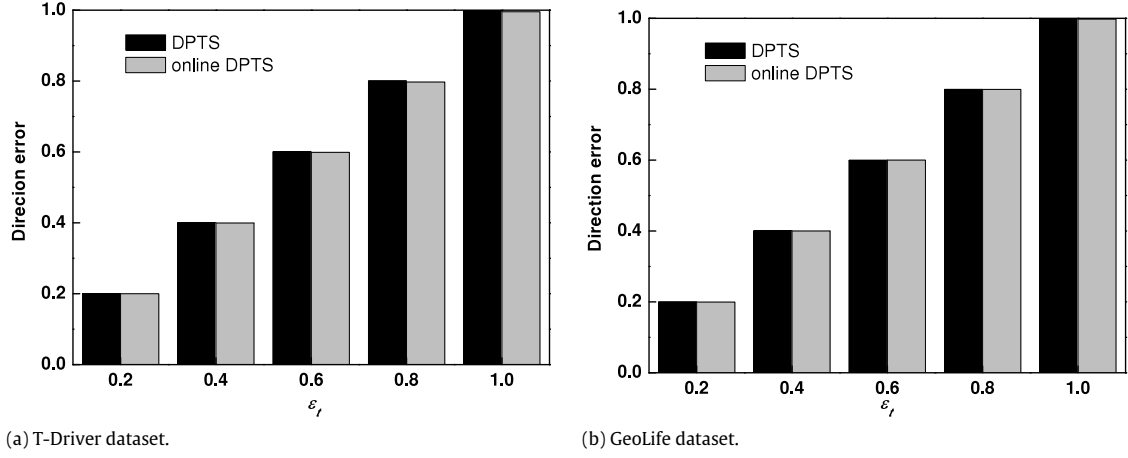 1.0
0.8
0.6
0.4
0.2
0.0
Direcion error
DPTS
online DPTS
0.2 0.4 0.6 0.8 1.0
εt
(a) T-Driver dataset.
1.0
0.8
0.6
0.4
0.2
0.0
Direction error
DPTS
online DPTS
0.2 0.4 0.6 0.8 1.0
εt
(b) GeoLife dataset.